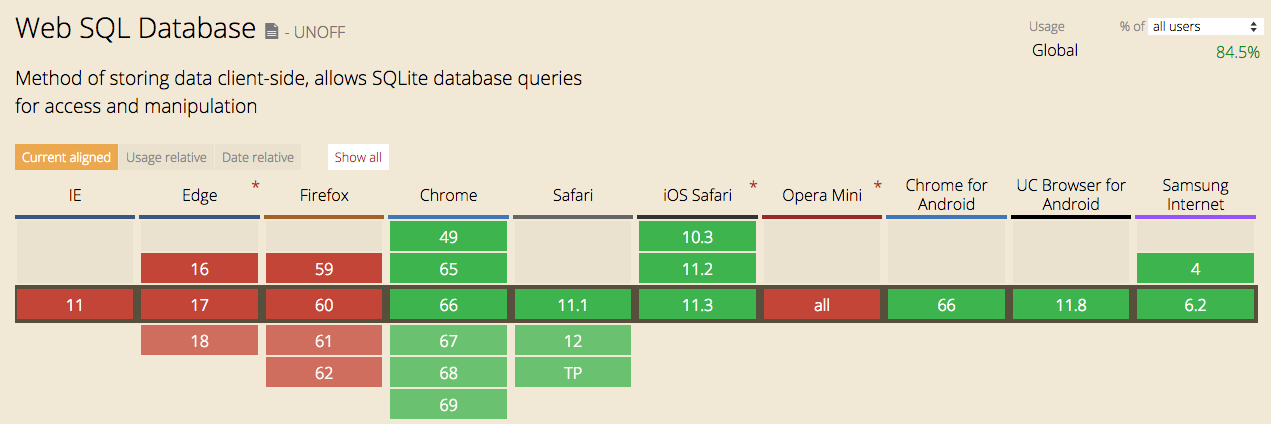 Web SQL Database - UNOFF
Usage % of all users
Global 84.5%
Method of storing data client-side, allows SQLite database queries
for access and manipulation
Current aligned Usage relative Date relative Show all
IE Edge * Firefox Chrome Safari iOS Safari * Opera Mini * Chrome for Android UC Browser for Android Samsung Internet
49 10.3
16 59 65 11.2 4
11 17 60 66 11.1 11.3 all 66 11.8 6.2
18 61 67 12
62 68 TP
69